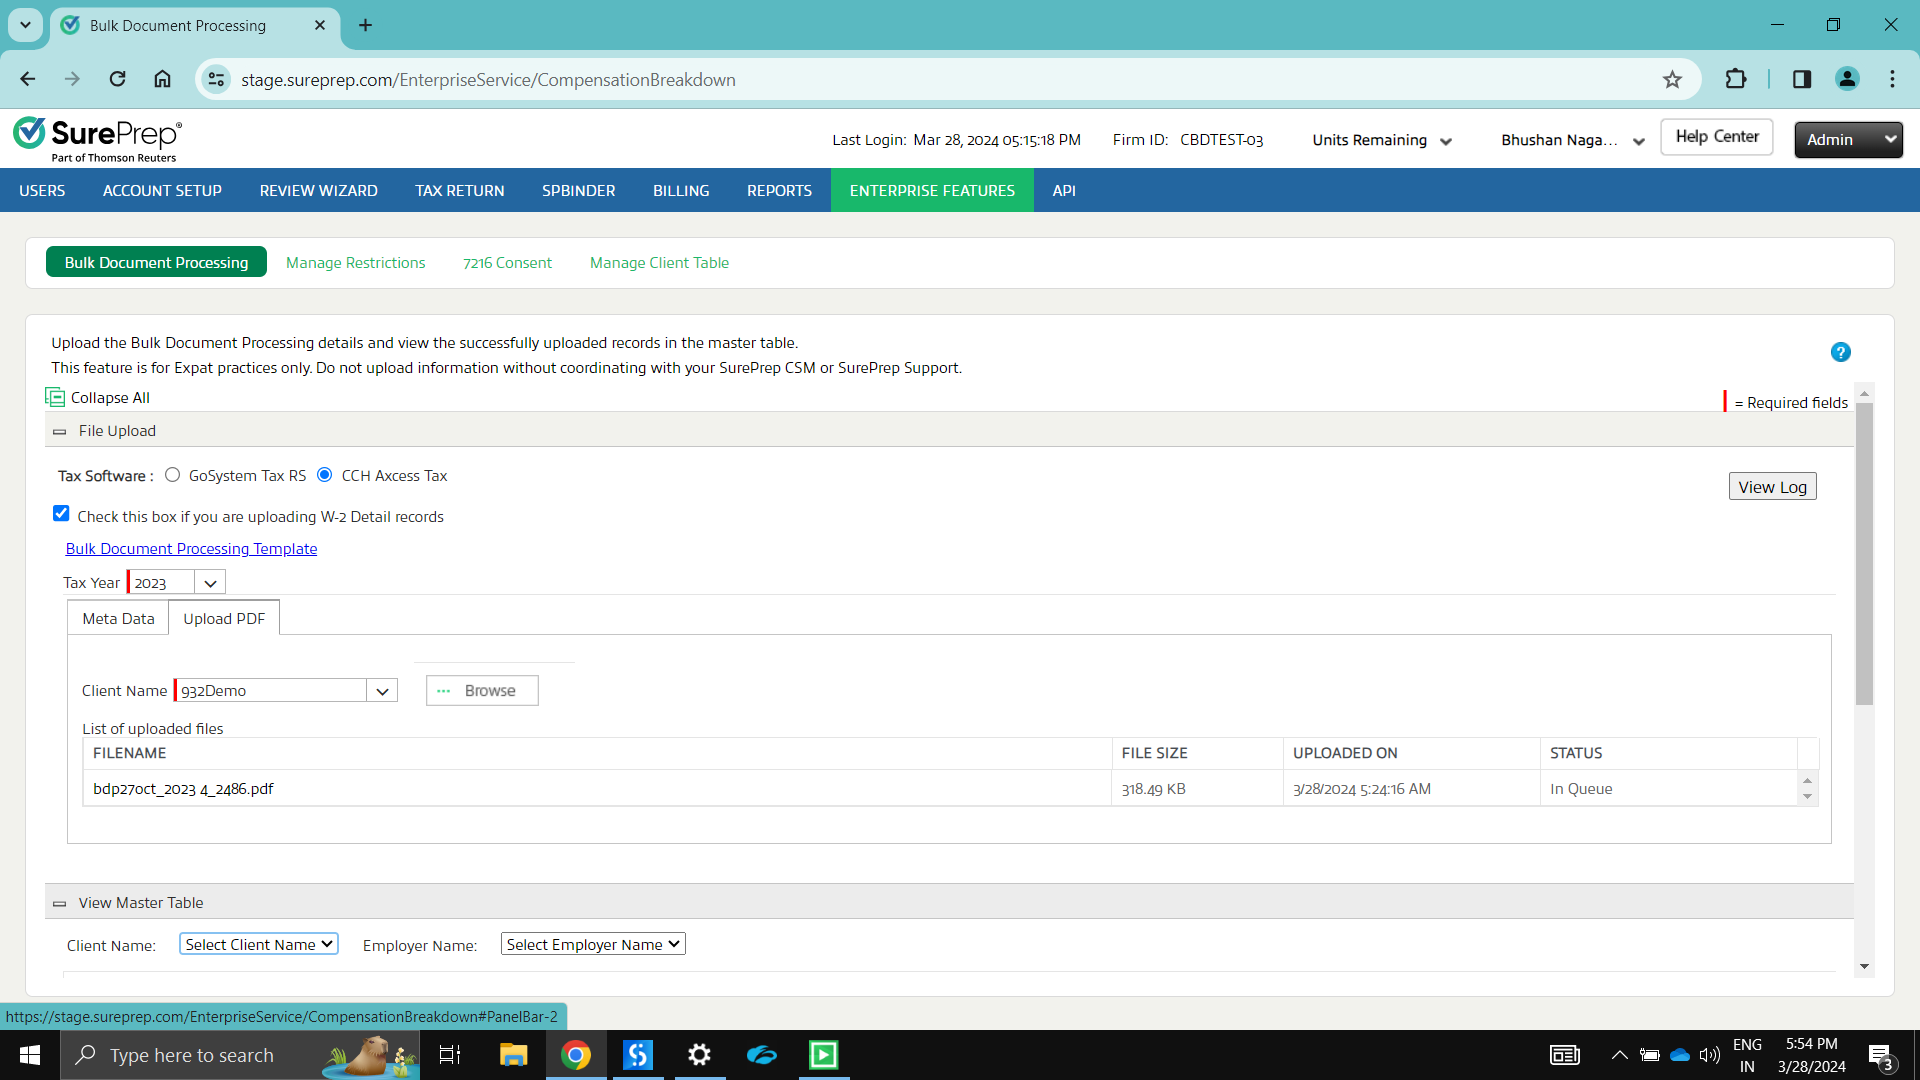 Bulk Document Processing
stage.sureprep.com/EnterpriseService/CompensationBreakdown
SurePrep®
Part of Thomson Reuters
Last Login: Mar 28, 2024 05:15:18 PM
Firm ID: CBDTEST-03
Units Remaining
Bhushan Naga...
Help Center
Admin
USERS ACCOUNT SETUP REVIEW WIZARD TAX RETURN SPBINDER BILLING REPORTS ENTERPRISE FEATURES API
Bulk Document Processing Manage Restrictions 7216 Consent Manage Client Table
Upload the Bulk Document Processing details and view the successfully uploaded records in the master table.
This feature is for Expat practices only. Do not upload information without coordinating with your SurePrep CSM or SurePrep Support.
?
Collapse All
= Required fields
File Upload
Tax Software : GoSystem Tax RS CCH Axcess Tax
View Log
Check this box if you are uploading W-2 Detail records
Bulk Document Processing Template
Tax Year 2023
Meta Data Upload PDF
Client Name 932Demo
Browse
List of uploaded files
FILENAME FILE SIZE UPLOADED ON STATUS
bdp27oct_2023 4_2486.pdf 318.49 KB 3/28/2024 5:24:16 AM In Queue
View Master Table
Client Name: Select Client Name Employer Name: Select Employer Name
https://stage.sureprep.com/EnterpriseService/CompensationBreakdown#PanelBar-2
Type here to search
ENG
IN
5:54 PM
3/28/2024
3